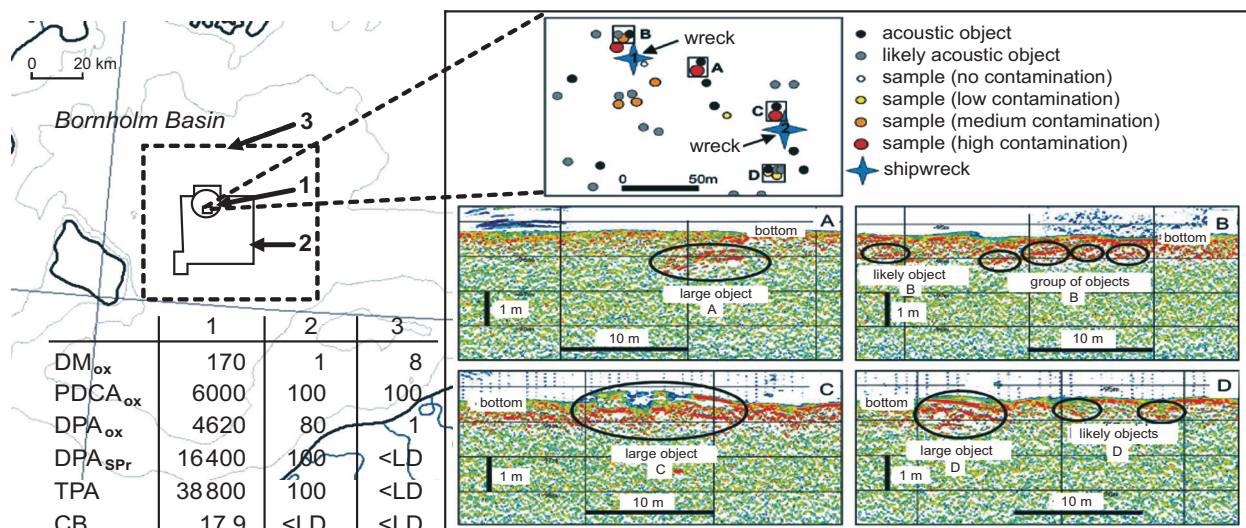 0 20 km
Bornholm Basin
3
1
2
1 2 3
DMox 170 1 8
PDCAox 6000 100 100
DPAox 4620 80 1
DPASPr 16400 100 <LD
TPA 38800 100 <LD
CB 17.9 <LD <LD
B
wreck
1
A
C
2
wreck
D
0 50m
acoustic object
likely acoustic object
sample (no contamination)
sample (low contamination)
sample (medium contamination)
sample (high contamination)
shipwreck
A
bottom
large object
A
1 m
10 m
B
bottom
likely object
B
group of objects
B
1 m
10 m
C
bottom
large object
C
1 m
10 m
D
bottom
large object
D
likely objects
D
1 m
10 m